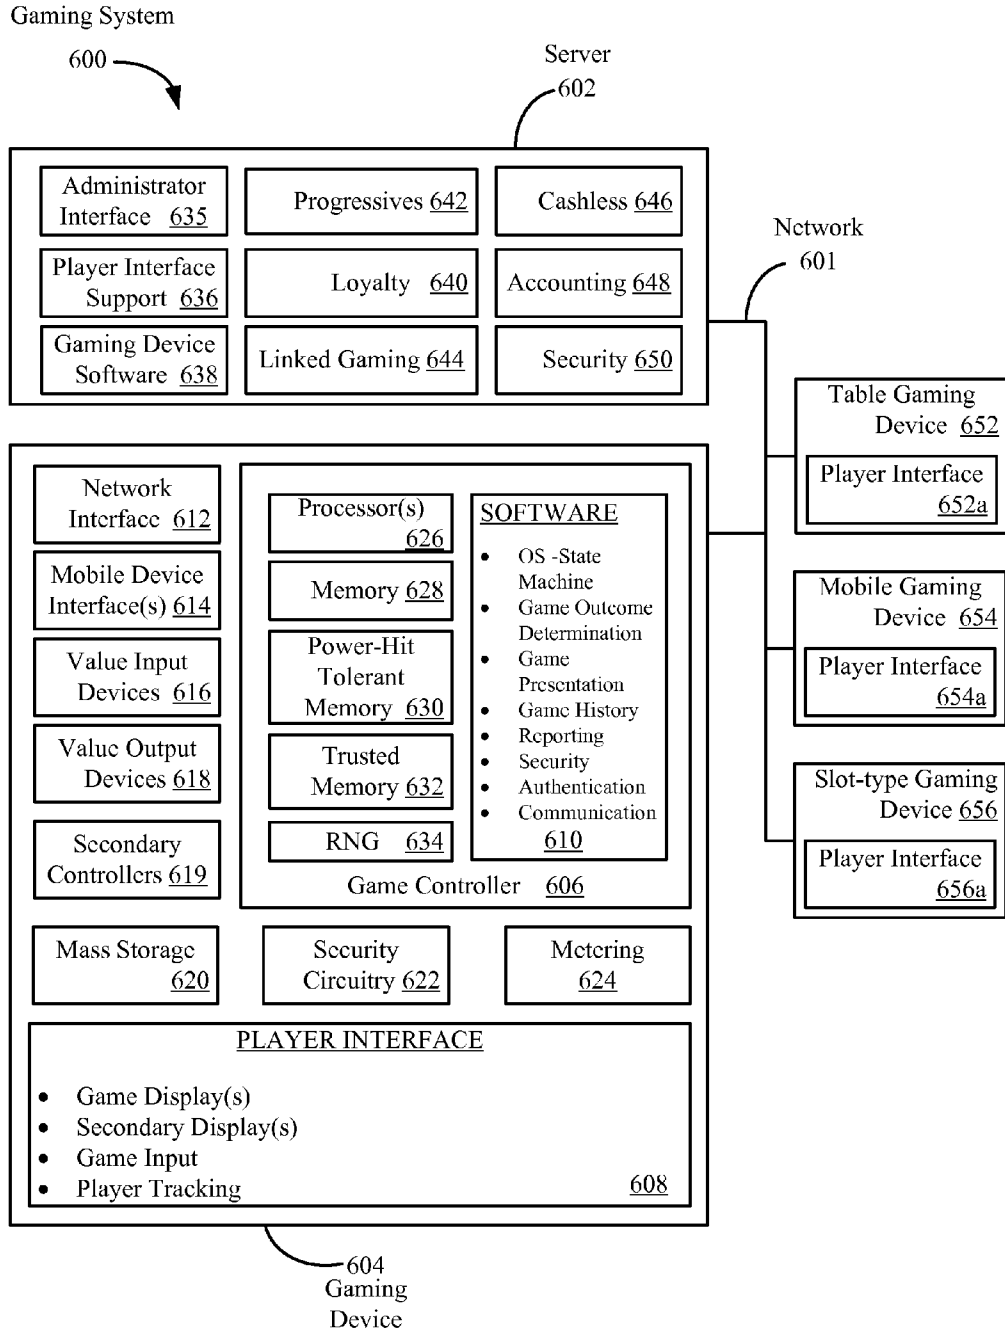 Gaming System
600
Server
602
Administrator
Interface 635
Progressives 642
Cashless 646
Player Interface
Support 636
Loyalty 640
Accounting 648
Gaming Device
Software 638
Linked Gaming 644
Security 650
Network
601
Table Gaming
Device 652
Player Interface
652a
Mobile Gaming
Device 654
Player Interface
654a
Slot-type Gaming
Device 656
Player Interface
656a
Network
Interface 612
Mobile Device
Interface(s) 614
Value Input
Devices 616
Value Output
Devices 618
Secondary
Controllers 619
Processor(s)
626
Memory 628
Power-Hit
Tolerant
Memory 630
Trusted
Memory 632
RNG 634
SOFTWARE
• OS -State
Machine
• Game Outcome
Determination
• Game
Presentation
• Game History
• Reporting
• Security
• Authentication
• Communication
610
Game Controller 606
Mass Storage
620
Security
Circuitry 622
Metering
624
PLAYER INTERFACE
• Game Display(s)
• Secondary Display(s)
• Game Input
• Player Tracking
608
604
Gaming
Device